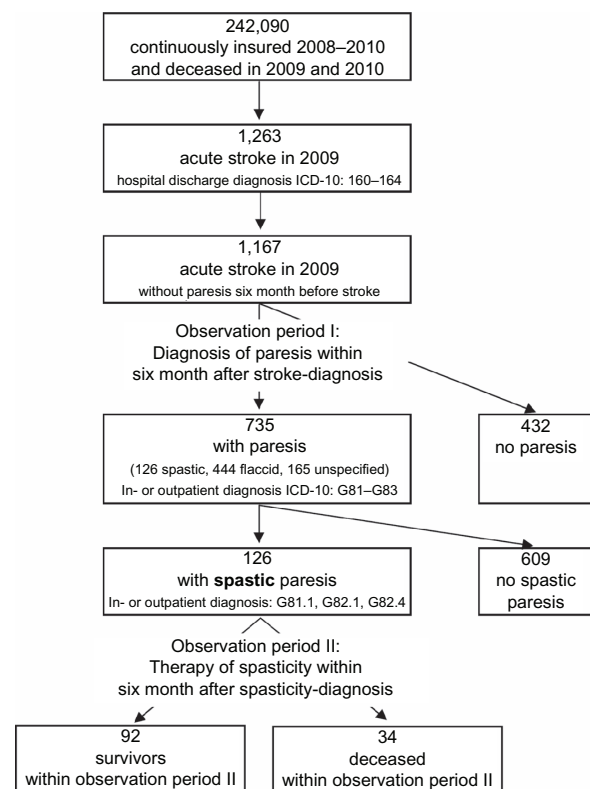 242,090
continuously insured 2008–2010
and deceased in 2009 and 2010
1,263
acute stroke in 2009
hospital discharge diagnosis ICD-10: 160–164
1,167
acute stroke in 2009
without paresis six month before stroke
Observation period I:
Diagnosis of paresis within
six month after stroke-diagnosis
735
with paresis
(126 spastic, 444 flaccid, 165 unspecified)
In- or outpatient diagnosis ICD-10: G81–G83
432
no paresis
126
with spastic paresis
In- or outpatient diagnosis: G81.1, G82.1, G82.4
609
no spastic
paresis
Observation period II:
Therapy of spasticity within
six month after spasticity-diagnosis
92
survivors
within observation period II
34
deceased
within observation period II